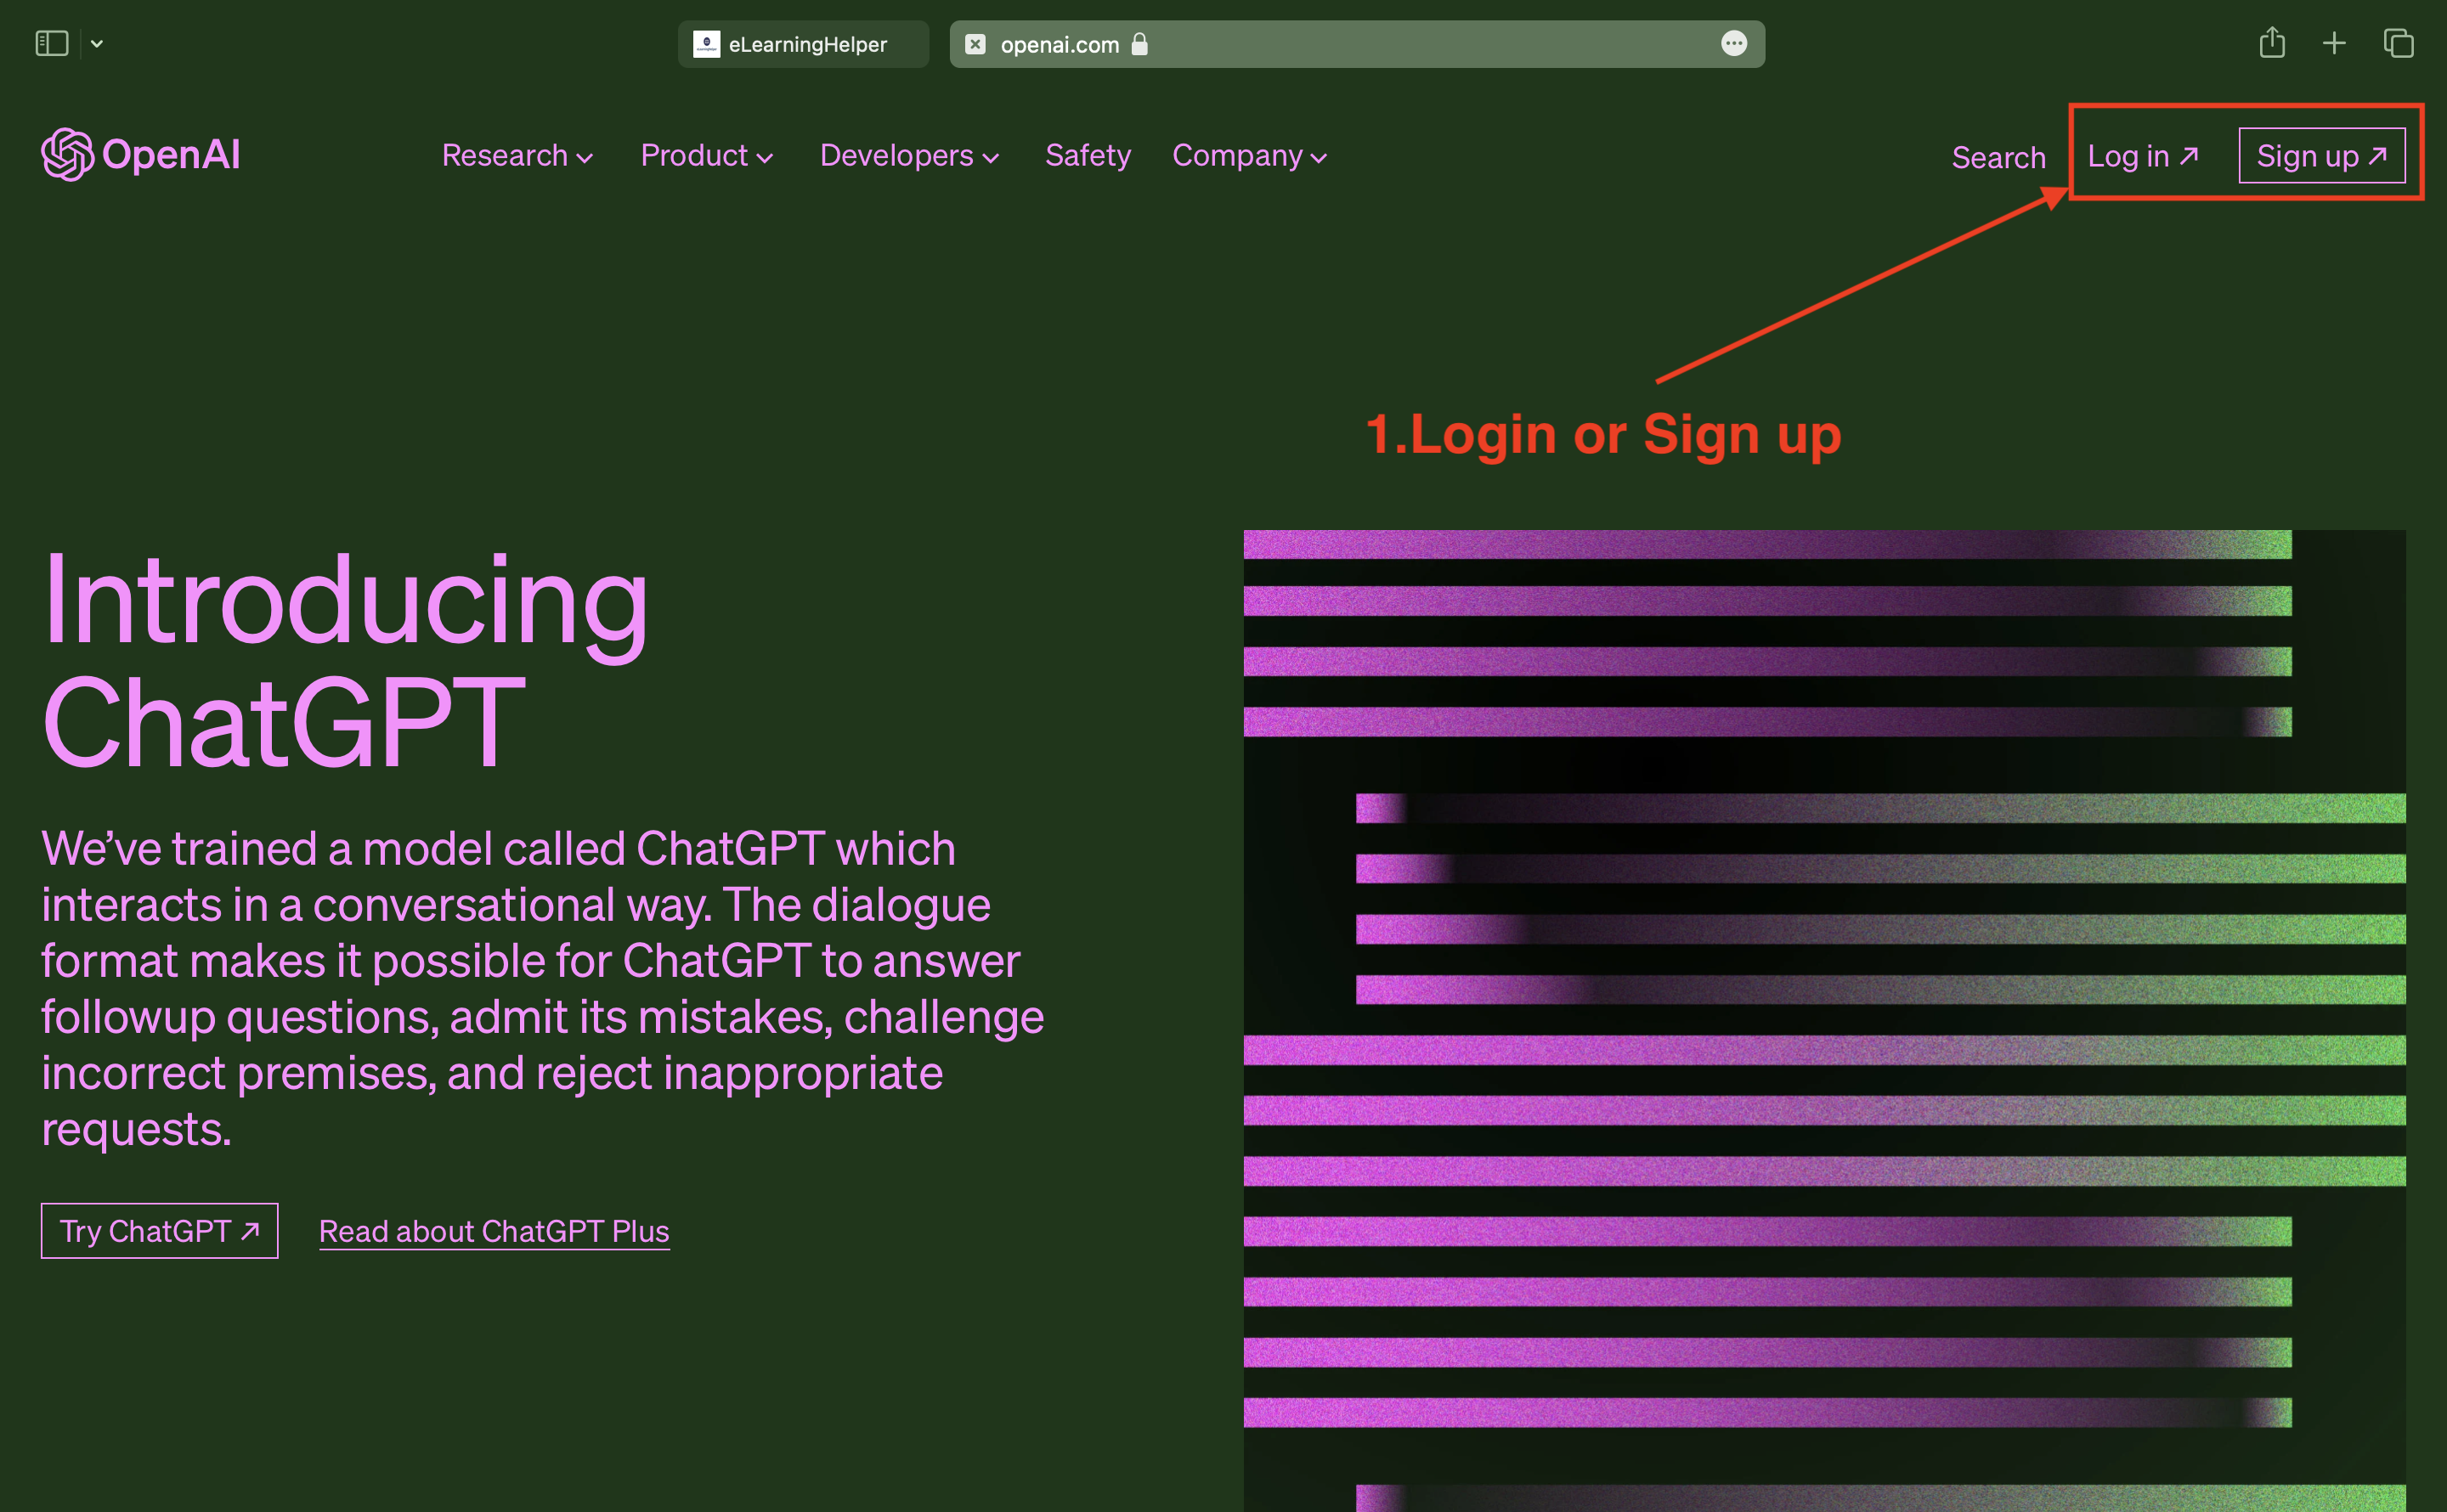 eLearningHelper
openai.com
OpenAI
Research
Product
Developers
Safety
Company
Search
Log in ↗
Sign up ↗
1.Login or Sign up
Introducing
ChatGPT
We’ve trained a model called ChatGPT which
interacts in a conversational way. The dialogue
format makes it possible for ChatGPT to answer
followup questions, admit its mistakes, challenge
incorrect premises, and reject inappropriate
requests.
Try ChatGPT ↗
Read about ChatGPT Plus